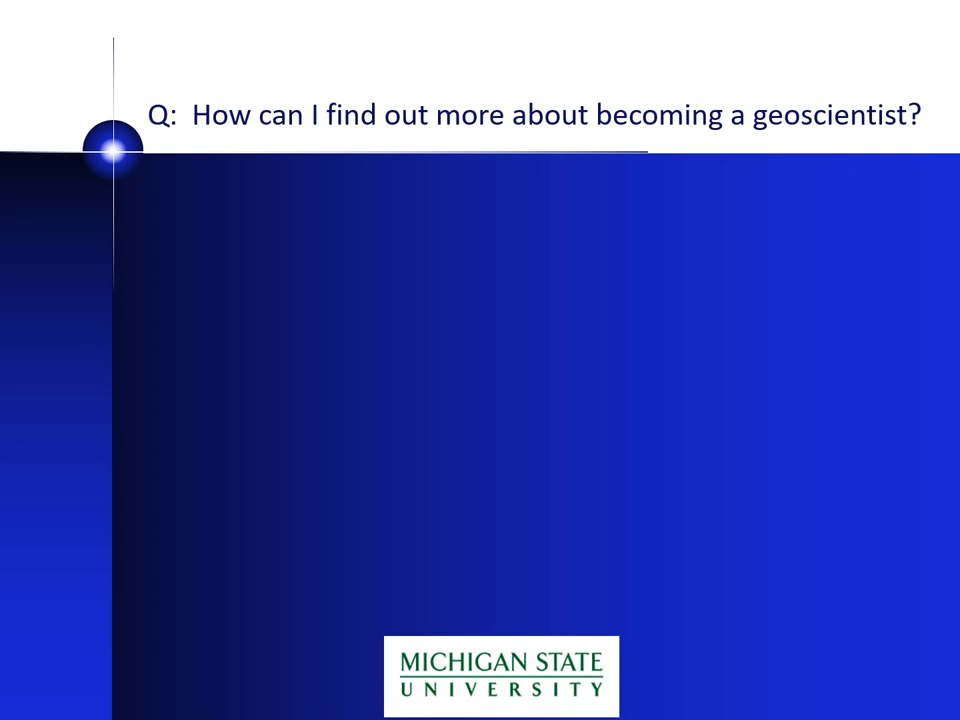 Q: How can I find out more about becoming a geoscientist?
MICHIGAN STATE
UNIVERSITY